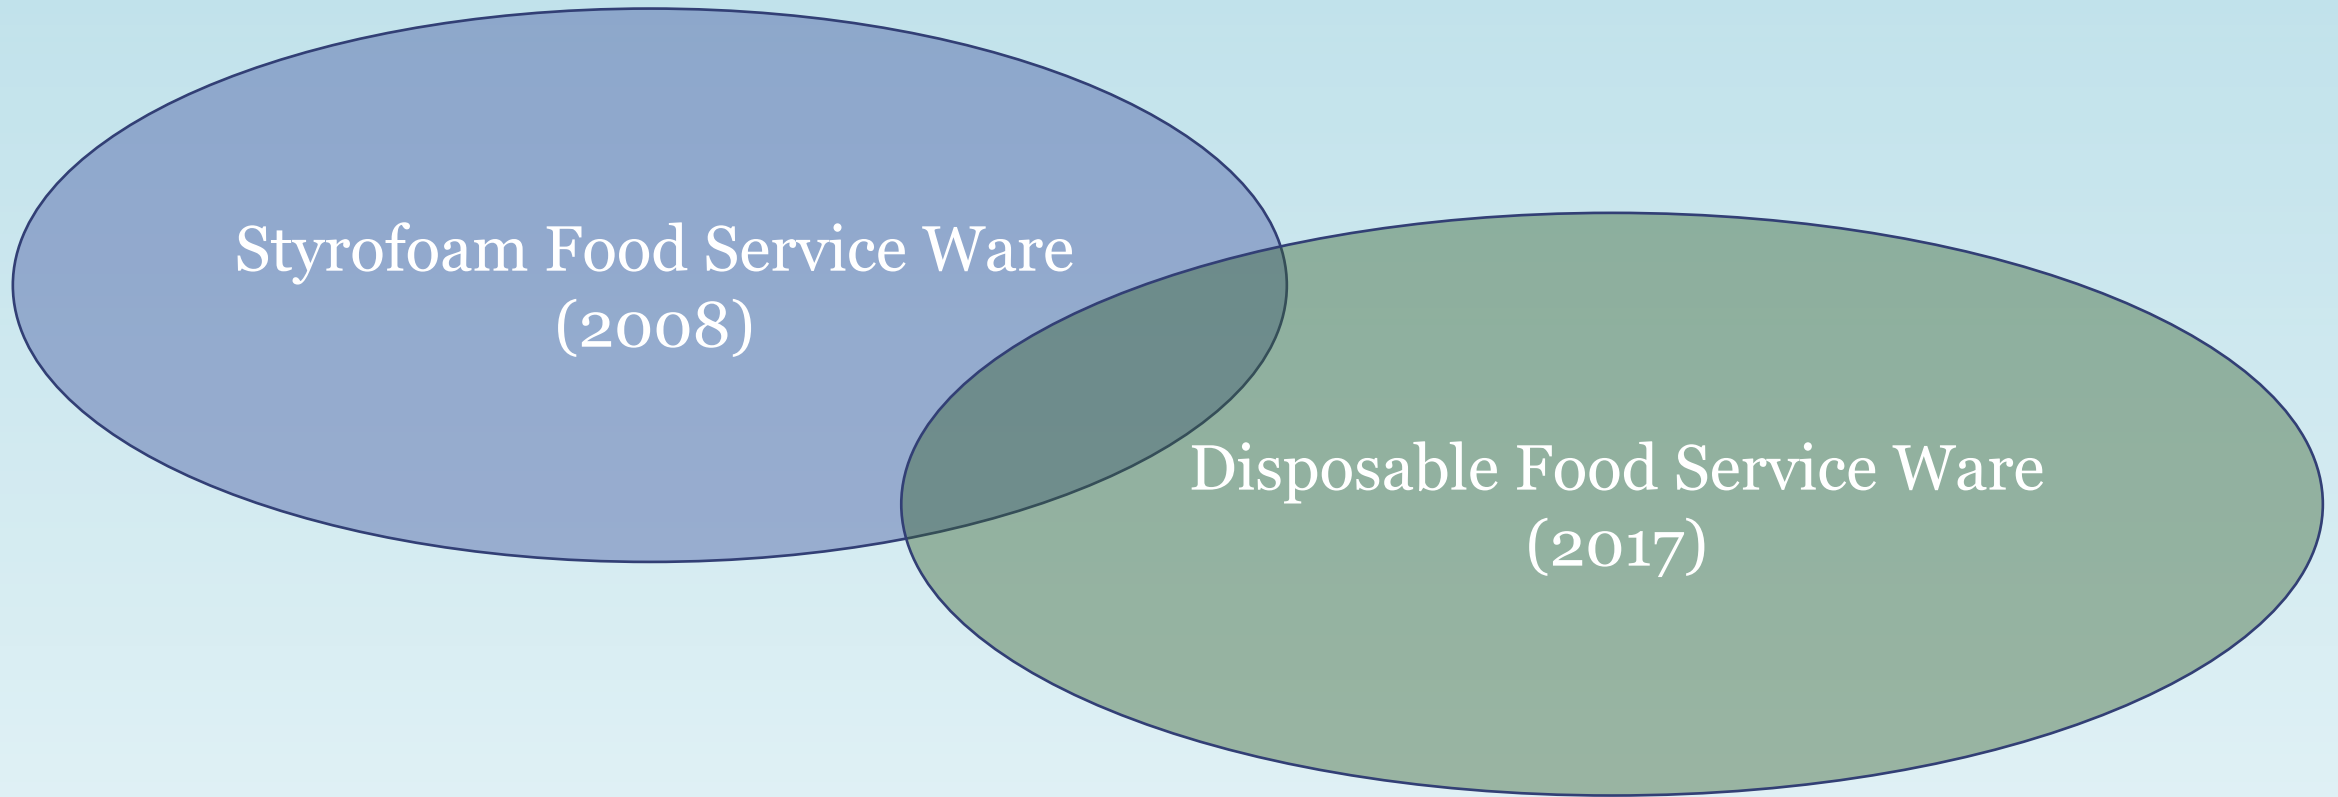 Styrofoam Food Service Ware
(2008)
Disposable Food Service Ware
(2017)